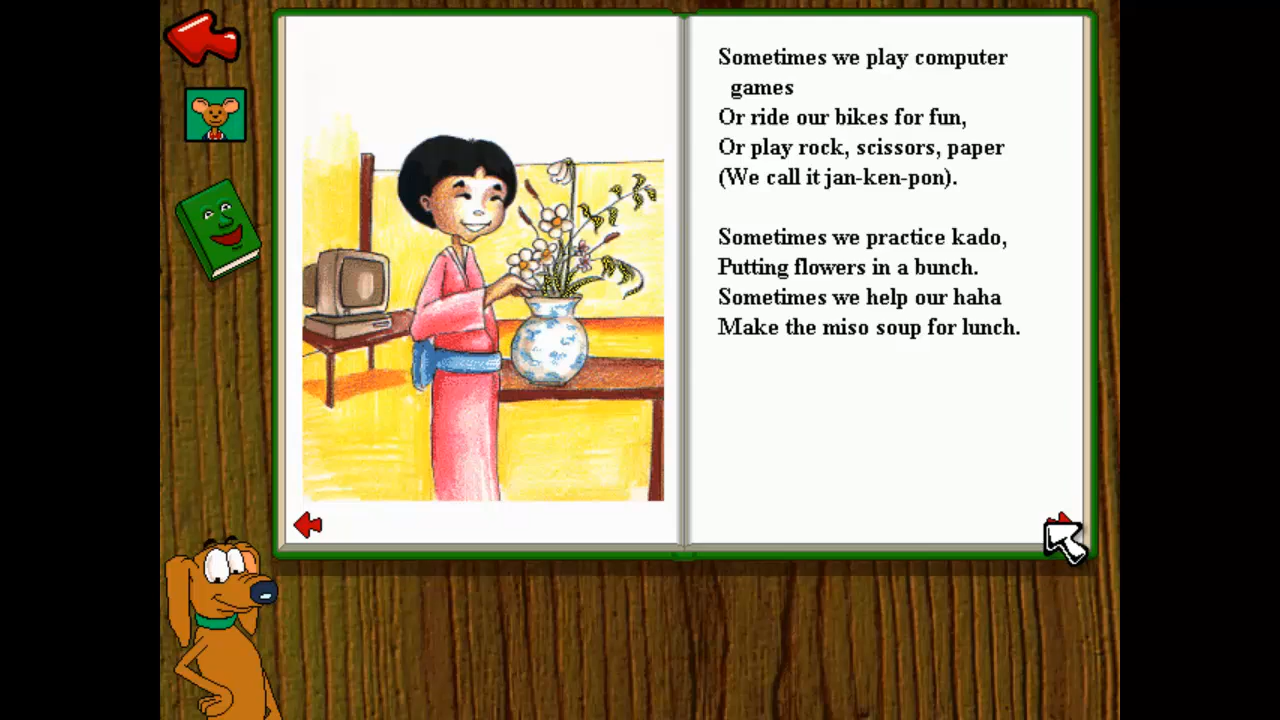 Sometimes we play computer
games
Or ride our bikes for fun,
Or play rock, scissors, paper
(We call it jan-ken-pon).
Sometimes we practice kado,
Putting flowers in a bunch.
Sometimes we help our haha
Make the miso soup for lunch.